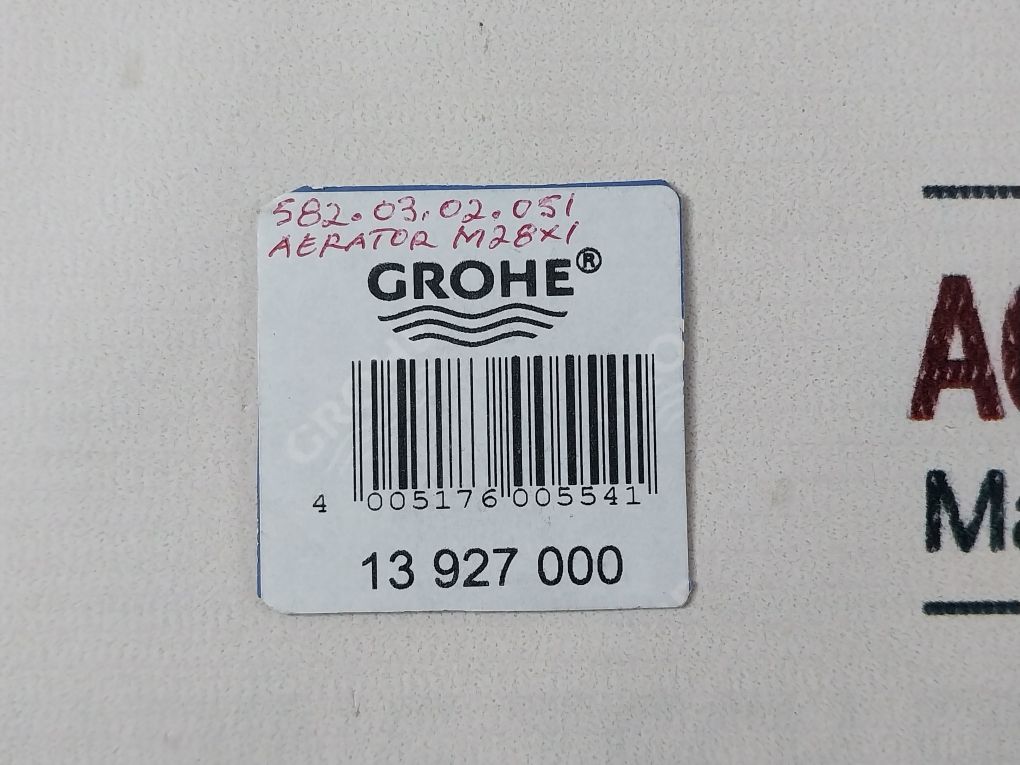 582.03.02.051
AERATOR M28X1
GROHE®
4 005176 005541
13 927 000